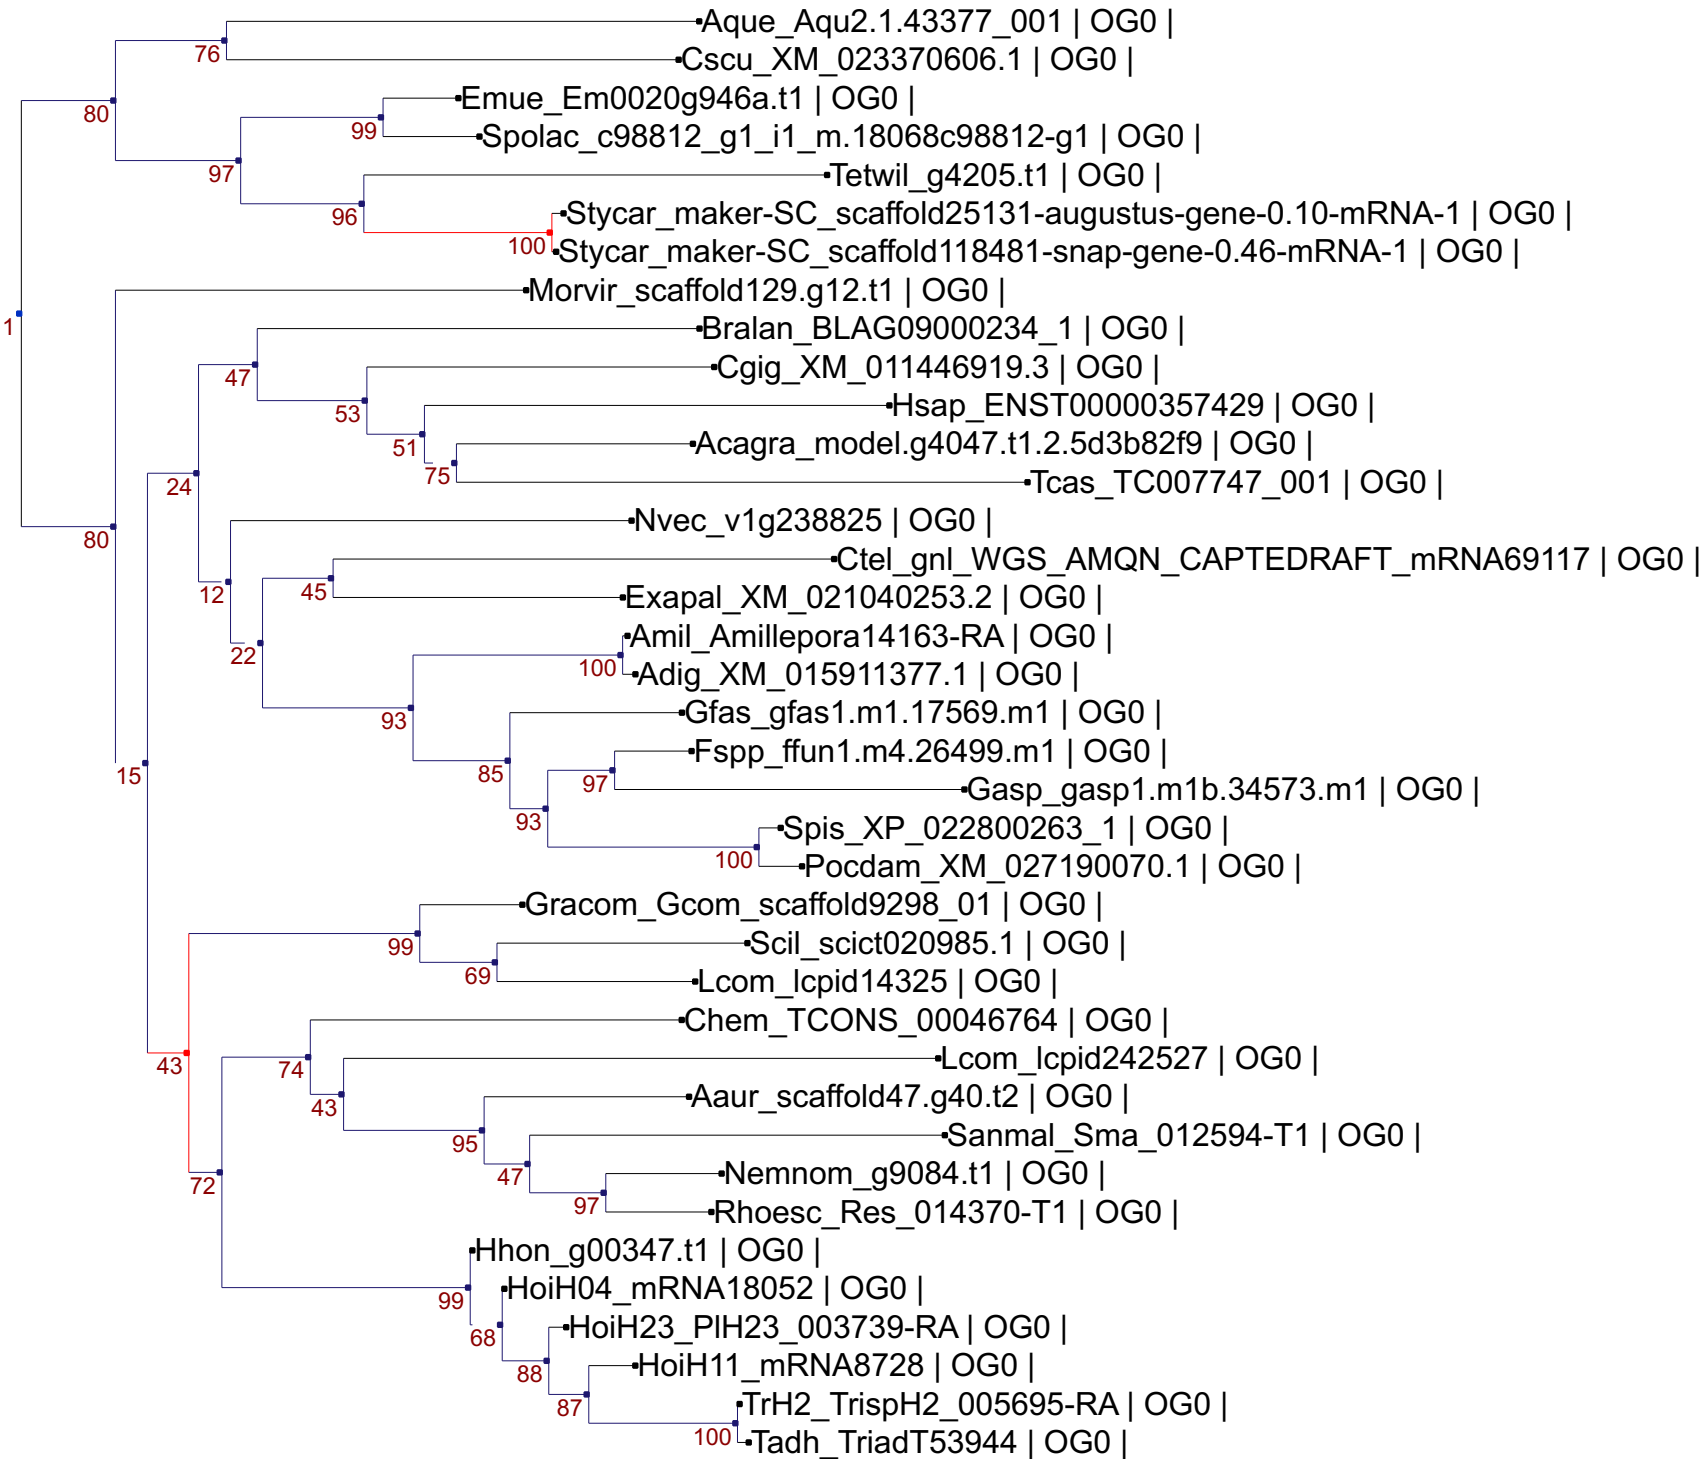 Aque_Aqu2.1.43377_001 | OG0 |
76
Cscu_XM_023370606.1 | OG0 |
80
Emue_Em0020g946a.t1 | OG0 |
99
Spolac_c98812_g1_i1_m.18068c98812-g1 | OG0 |
97
Tetwil_g4205.t1 | OG0 |
96
Stycar_maker-SC_scaffold25131-augustus-gene-0.10-mRNA-1 | OG0 |
100
Stycar_maker-SC_scaffold118481-snap-gene-0.46-mRNA-1 | OG0 |
Morvir_scaffold129.g12.t1 | OG0 |
1
Bralan_BLAG09000234_1 | OG0 |
47
Cgig_XM_011446919.3 | OG0 |
53
Hsap_ENST00000357429 | OG0 |
51
Acagra_model.g4047.t1.2.5d3b82f9 | OG0 |
75
Tcas_TC007747_001 | OG0 |
24
Nvec_v1g238825 | OG0 |
80
Ctel_gnl_WGS_AMQN_CAPTEDRAFT_mRNA69117 | OG0 |
12
45
Exapal_XM_021040253.2 | OG0 |
Amil_Amillepora14163-RA | OG0 |
22
100
Adig_XM_015911377.1 | OG0 |
93
Gfas_gfas1.m1.17569.m1 | OG0 |
Fspp_ffun1.m4.26499.m1 | OG0 |
15
85
97
Gasp_gasp1.m1b.34573.m1 | OG0 |
93
Spis_XP_022800263_1 | OG0 |
100
Pocdam_XM_027190070.1 | OG0 |
Gracom_Gcom_scaffold9298_01 | OG0 |
99
Scil_scict020985.1 | OG0 |
69
Lcom_lcpid14325 | OG0 |
Chem_TCONS_00046764 | OG0 |
43
74
Lcom_lcpid242527 | OG0 |
43
Aaur_scaffold47.g40.t2 | OG0 |
95
Sanmal_Sma_012594-T1 | OG0 |
47
Nemnom_g9084.t1 | OG0 |
72
97
Rhoesc_Res_014370-T1 | OG0 |
Hhon_g00347.t1 | OG0 |
99
HoiH04_mRNA18052 | OG0 |
68
HoiH23_PlH23_003739-RA | OG0 |
88
HoiH11_mRNA8728 | OG0 |
87
TrH2_TrispH2_005695-RA | OG0 |
100
Tadh_TriadT53944 | OG0 |